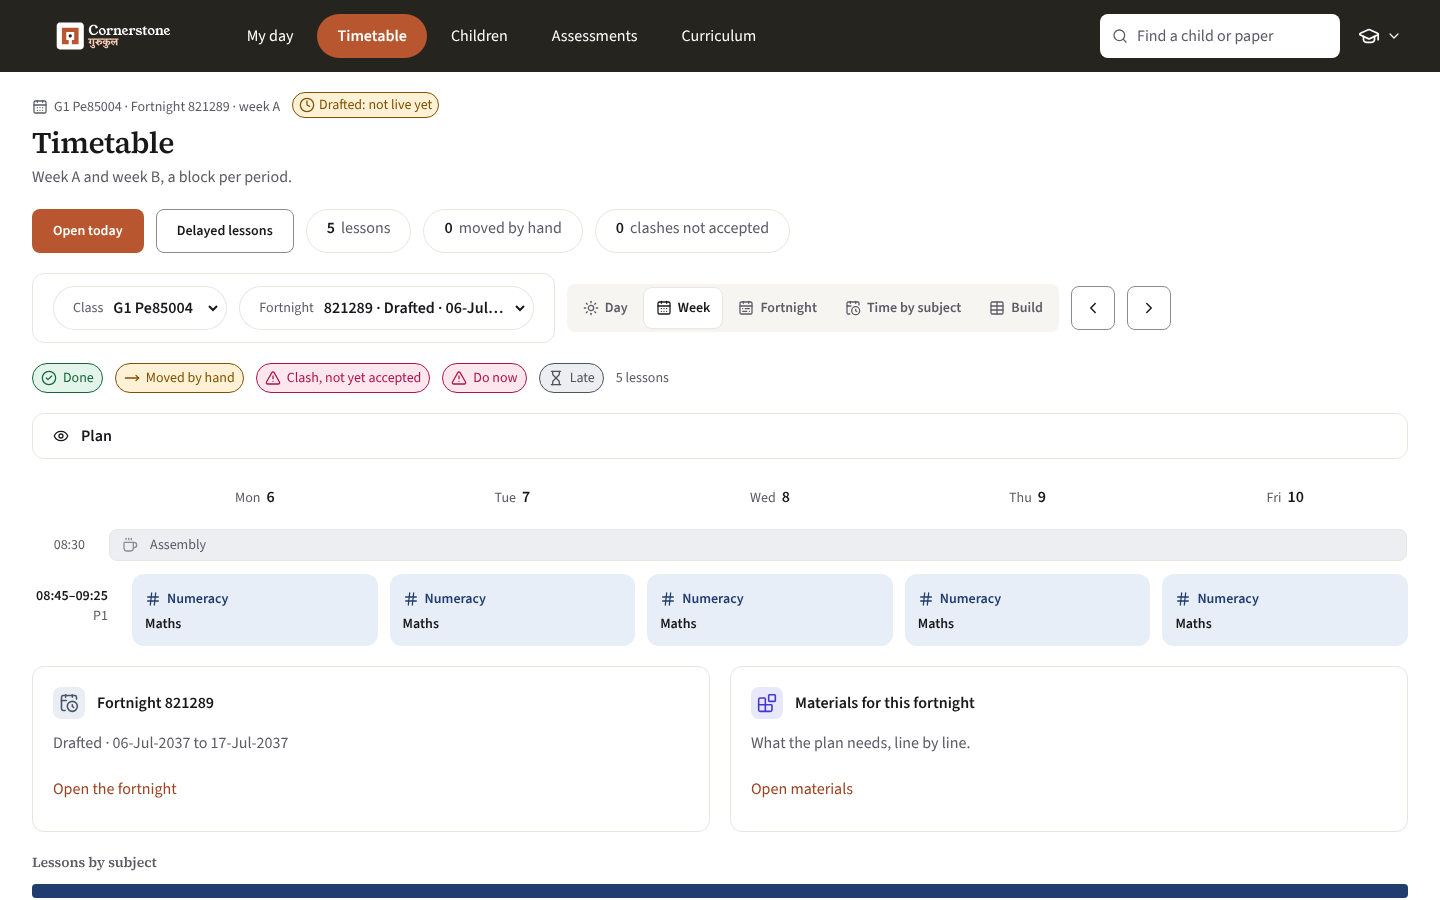 Cornerstone
गुरुकुल
My day
Timetable
Children
Assessments
Curriculum
Find a child or paper
G1 Pe85004 · Fortnight 821289 · week A
Drafted: not live yet
Timetable
Week A and week B, a block per period.
Open today
Delayed lessons
5 lessons
0 moved by hand
0 clashes not accepted
Class G1 Pe85004
Fortnight 821289 · Drafted · 06-Jul...
Day
Week
Fortnight
Time by subject
Build
Done
Moved by hand
Clash, not yet accepted
Do now
Late
5 lessons
Plan
Mon 6
Tue 7
Wed 8
Thu 9
Fri 10
08:30
Assembly
08:45–09:25
P1
Numeracy
Maths
Numeracy
Maths
Numeracy
Maths
Numeracy
Maths
Numeracy
Maths
Fortnight 821289
Drafted · 06-Jul-2037 to 17-Jul-2037
Open the fortnight
Materials for this fortnight
What the plan needs, line by line.
Open materials
Lessons by subject